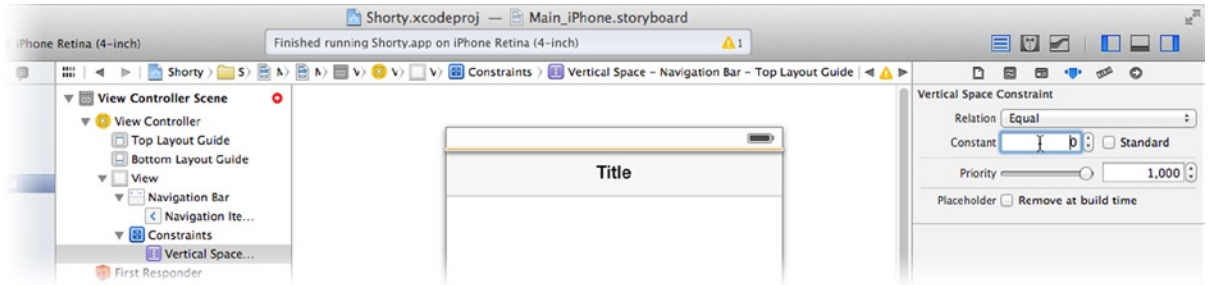 Shorty.xcodeproj — Main_iPhone.storyboard
iPhone Retina (4-inch)
Finished running Shorty.app on iPhone Retina (4-inch)
1
Shorty 〉 S〉 N〉 N〉 V〉 V〉 V〉 Constraints 〉 Vertical Space – Navigation Bar – Top Layout Guide
View Controller Scene
View Controller
Top Layout Guide
Bottom Layout Guide
View
Navigation Bar
Navigation Ite...
Constraints
Vertical Space...
First Responder
Title
Vertical Space Constraint
Relation Equal
Constant 0 Standard
Priority 1,000
Placeholder Remove at build time